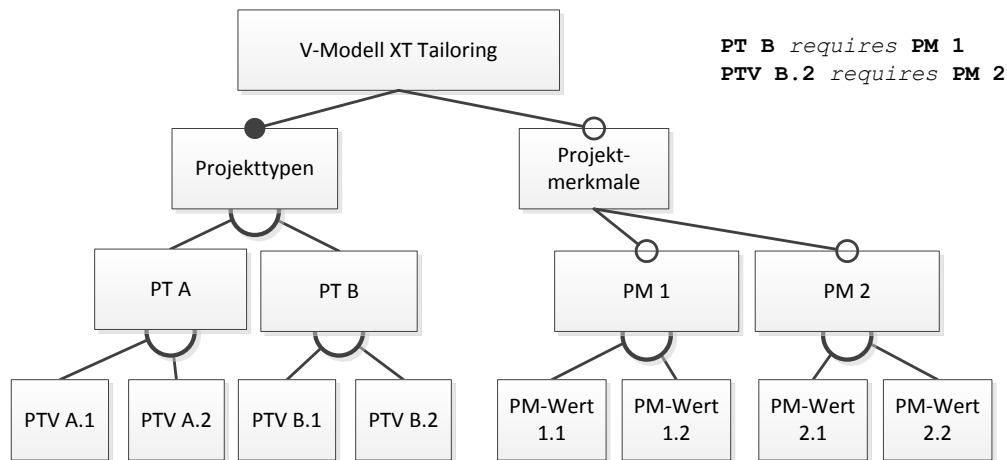 V-Modell XT Tailoring
PT B requires PM 1
PTV B.2 requires PM 2
Projekttypen
Projekt-
merkmale
PT A
PT B
PM 1
PM 2
PTV A.1
PTV A.2
PTV B.1
PTV B.2
PM-Wert
1.1
PM-Wert
1.2
PM-Wert
2.1
PM-Wert
2.2